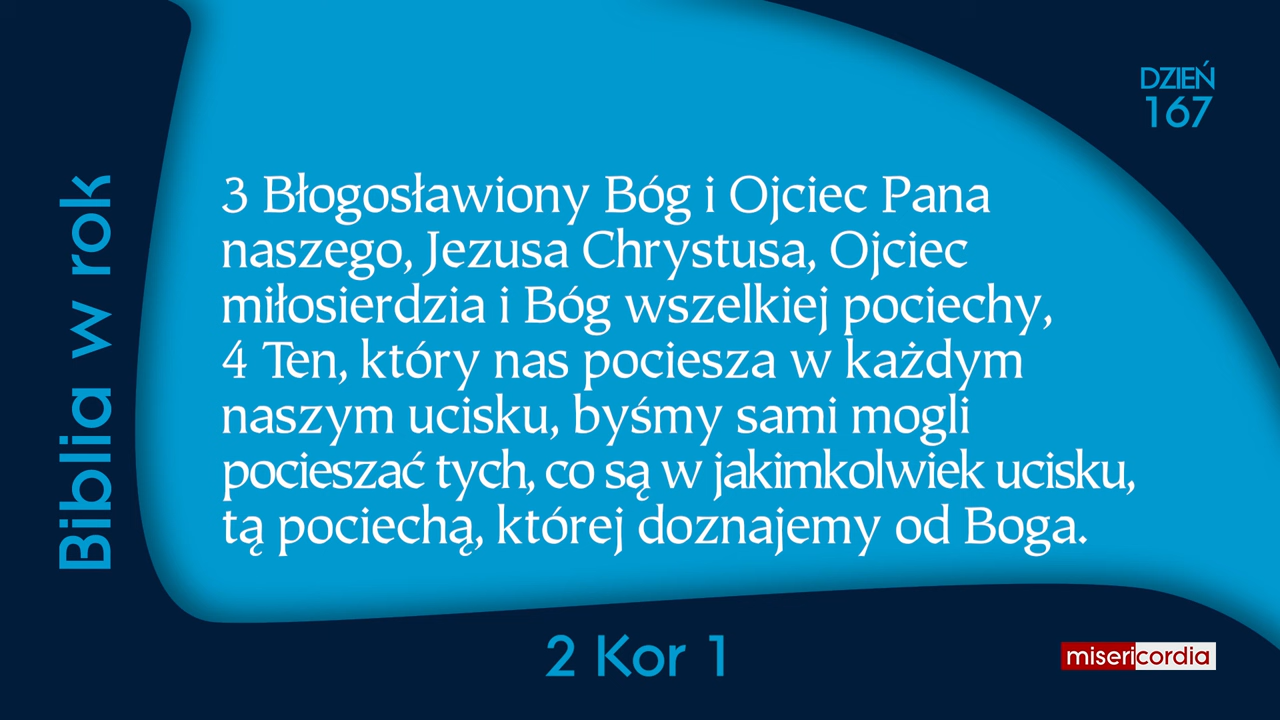 DZIEŃ
167
Biblia w rok
3 Błogosławiony Bóg i Ojciec Pana
naszego, Jezusa Chrystusa, Ojciec
miłosierdzia i Bóg wszelkiej pociechy,
4 Ten, który nas pociesza w każdym
naszym ucisku, byśmy sami mogli
pocieszać tych, co są w jakimkolwiek ucisku,
tą pociechą, której doznajemy od Boga.
2 Kor 1
misericordia